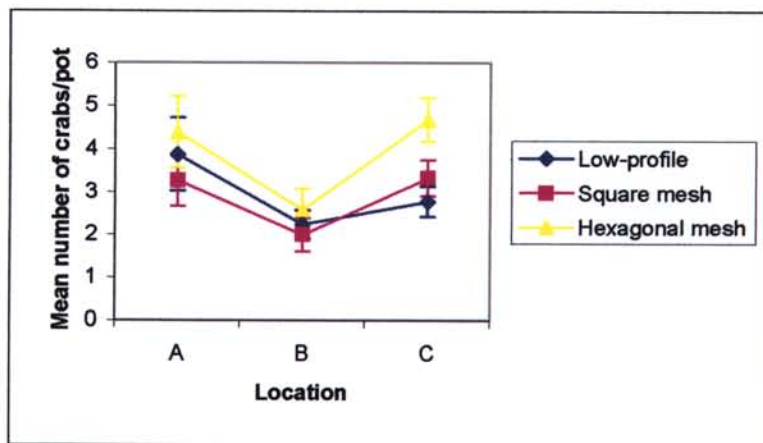 Mean number of crabs/pot
6
5
4
3
2
1
0
A B C
Location
Low-profile
Square mesh
Hexagonal mesh